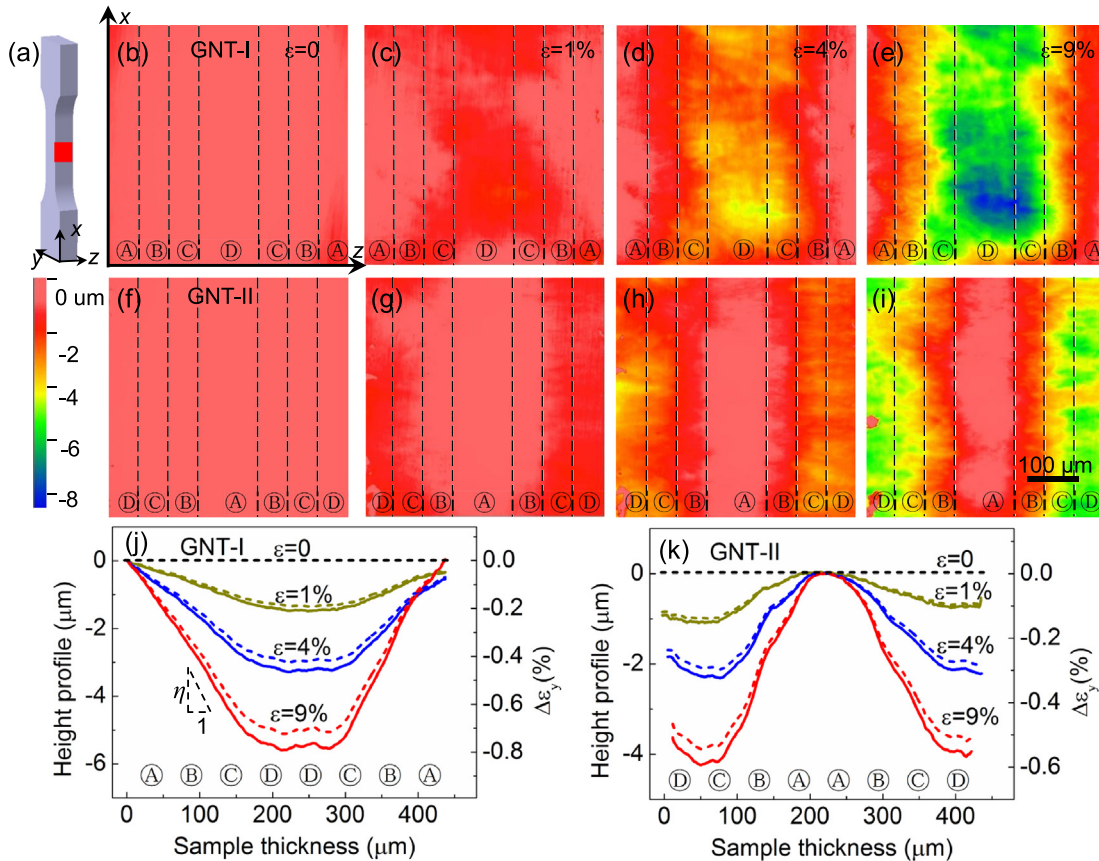 (a)
x
y
x
z
(b) GNT-I ε=0
x
z
Ⓐ Ⓑ Ⓒ Ⓓ Ⓒ Ⓑ Ⓐ
(c) ε=1%
Ⓐ Ⓑ Ⓒ Ⓓ Ⓒ Ⓑ Ⓐ
(d) ε=4%
Ⓐ Ⓑ Ⓒ Ⓓ Ⓒ Ⓑ Ⓐ
(e) ε=9%
Ⓐ Ⓑ Ⓒ Ⓓ Ⓒ Ⓑ Ⓐ
0 um
-2
-4
-6
-8
(f) GNT-II
Ⓓ Ⓒ Ⓑ Ⓐ Ⓑ Ⓒ Ⓓ
(g)
Ⓓ Ⓒ Ⓑ Ⓐ Ⓑ Ⓒ Ⓓ
(h)
Ⓓ Ⓒ Ⓑ Ⓐ Ⓑ Ⓒ Ⓓ
(i)
100 μm
Ⓓ Ⓒ Ⓑ Ⓐ Ⓑ Ⓒ Ⓓ
(j)
GNT-I ε=0
ε=1%
ε=4%
ε=9%
η
1
Ⓐ Ⓑ Ⓒ Ⓓ Ⓓ Ⓒ Ⓑ Ⓐ
0
-2
-4
-6
Height profile (μm)
0.0
-0.2
-0.4
-0.6
-0.8
Δεy(%)
0 100 200 300 400
Sample thickness (μm)
(k) GNT-II
ε=0
ε=1%
ε=4%
ε=9%
Ⓓ Ⓒ Ⓑ Ⓐ Ⓐ Ⓑ Ⓒ Ⓓ
0
-2
-4
Height profile (μm)
0.0
-0.2
-0.4
-0.6
Δεy(%)
0 100 200 300 400
Sample thickness (μm)